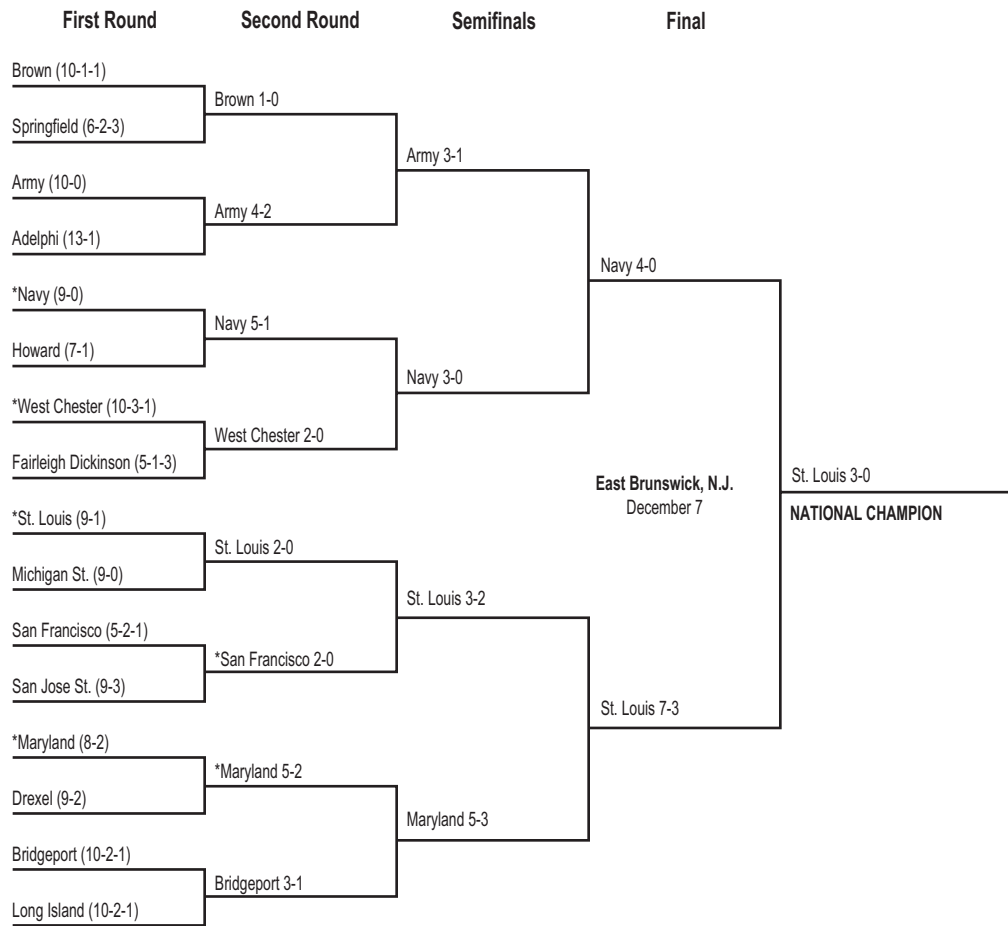 First Round Second Round Semifinals Final
Brown (10-1-1)
Brown 1-0
Springfield (6-2-3)
Army 3-1
Army (10-0)
Army 4-2
Adelphi (13-1)
Navy 4-0
*Navy (9-0)
Navy 5-1
Howard (7-1)
Navy 3-0
*West Chester (10-3-1)
West Chester 2-0
Fairleigh Dickinson (5-1-3)
East Brunswick, N.J.
December 7
St. Louis 3-0
NATIONAL CHAMPION
*St. Louis (9-1)
St. Louis 2-0
Michigan St. (9-0)
St. Louis 3-2
San Francisco (5-2-1)
*San Francisco 2-0
San Jose St. (9-3)
St. Louis 7-3
*Maryland (8-2)
*Maryland 5-2
Drexel (9-2)
Maryland 5-3
Bridgeport (10-2-1)
Bridgeport 3-1
Long Island (10-2-1)